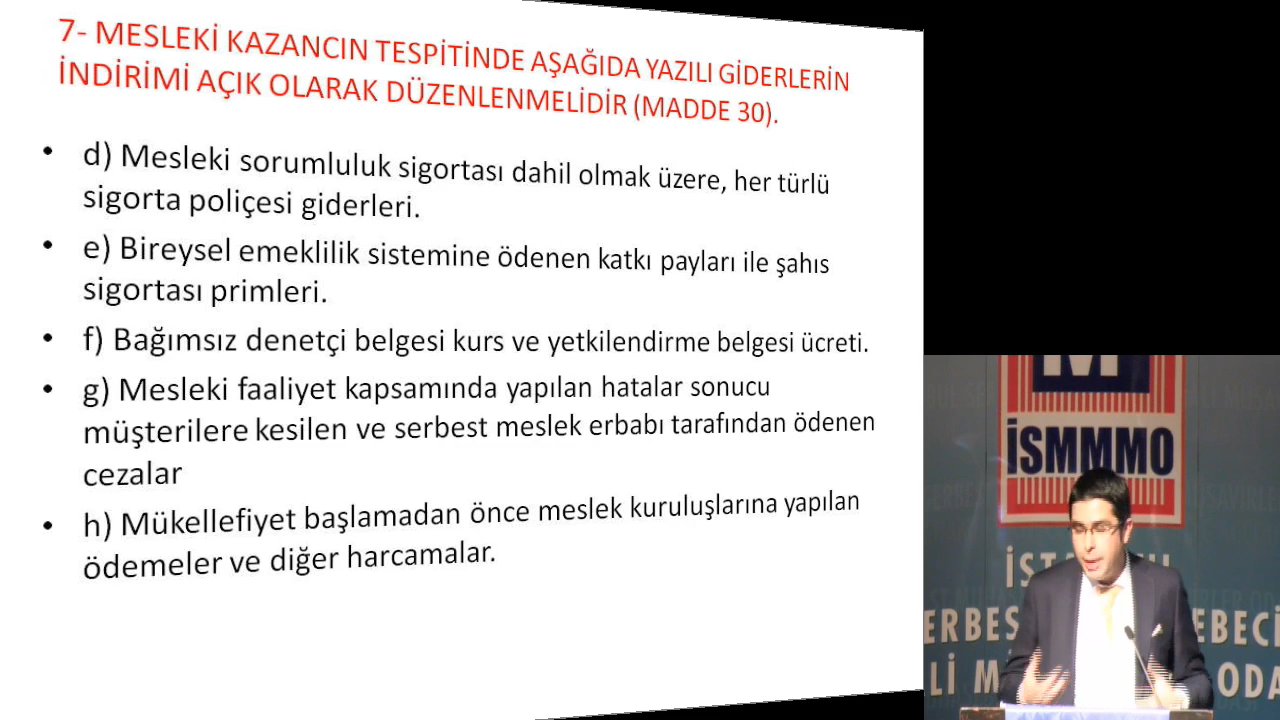 7- MESLEKİ KAZANCIN TESPİTİNDE AŞAĞIDA YAZILI GİDERLERİN
İNDİRİMİ AÇIK OLARAK DÜZENLENMELİDİR (MADDE 30).
• d) Mesleki sorumluluk sigortası dahil olmak üzere, her türlü
sigorta poliçesi giderleri.
• e) Bireysel emeklilik sistemine ödenen katkı payları ile şahıs
sigortası primleri.
• f) Bağımsız denetçi belgesi kurs ve yetkilendirme belgesi ücreti.
• g) Mesleki faaliyet kapsamında yapılan hatalar sonucu
müşterilere kesilen ve serbest meslek erbabı tarafından ödenen
cezalar
• h) Mükellefiyet başlamadan önce meslek kuruluşlarına yapılan
ödemeler ve diğer harcamalar.
İSMMMO